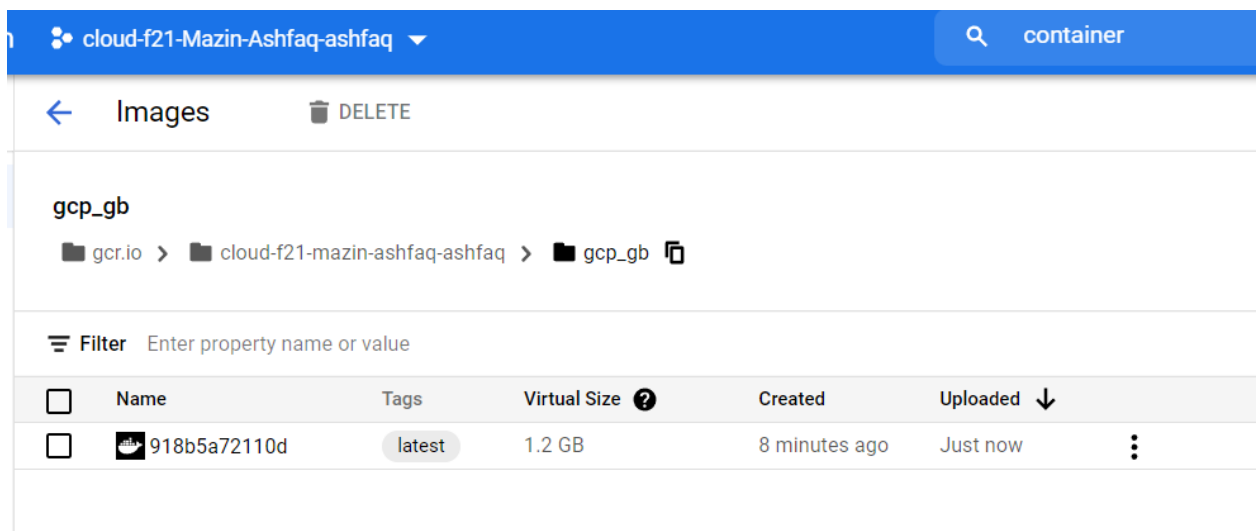 cloud-f21-Mazin-Ashfaq-ashfaq container
Images DELETE
gcp_gb
gcr.io > cloud-f21-mazin-ashfaq-ashfaq > gcp_gb
Filter Enter property name or value
Name Tags Virtual Size ? Created Uploaded
918b5a72110d latest 1.2 GB 8 minutes ago Just now